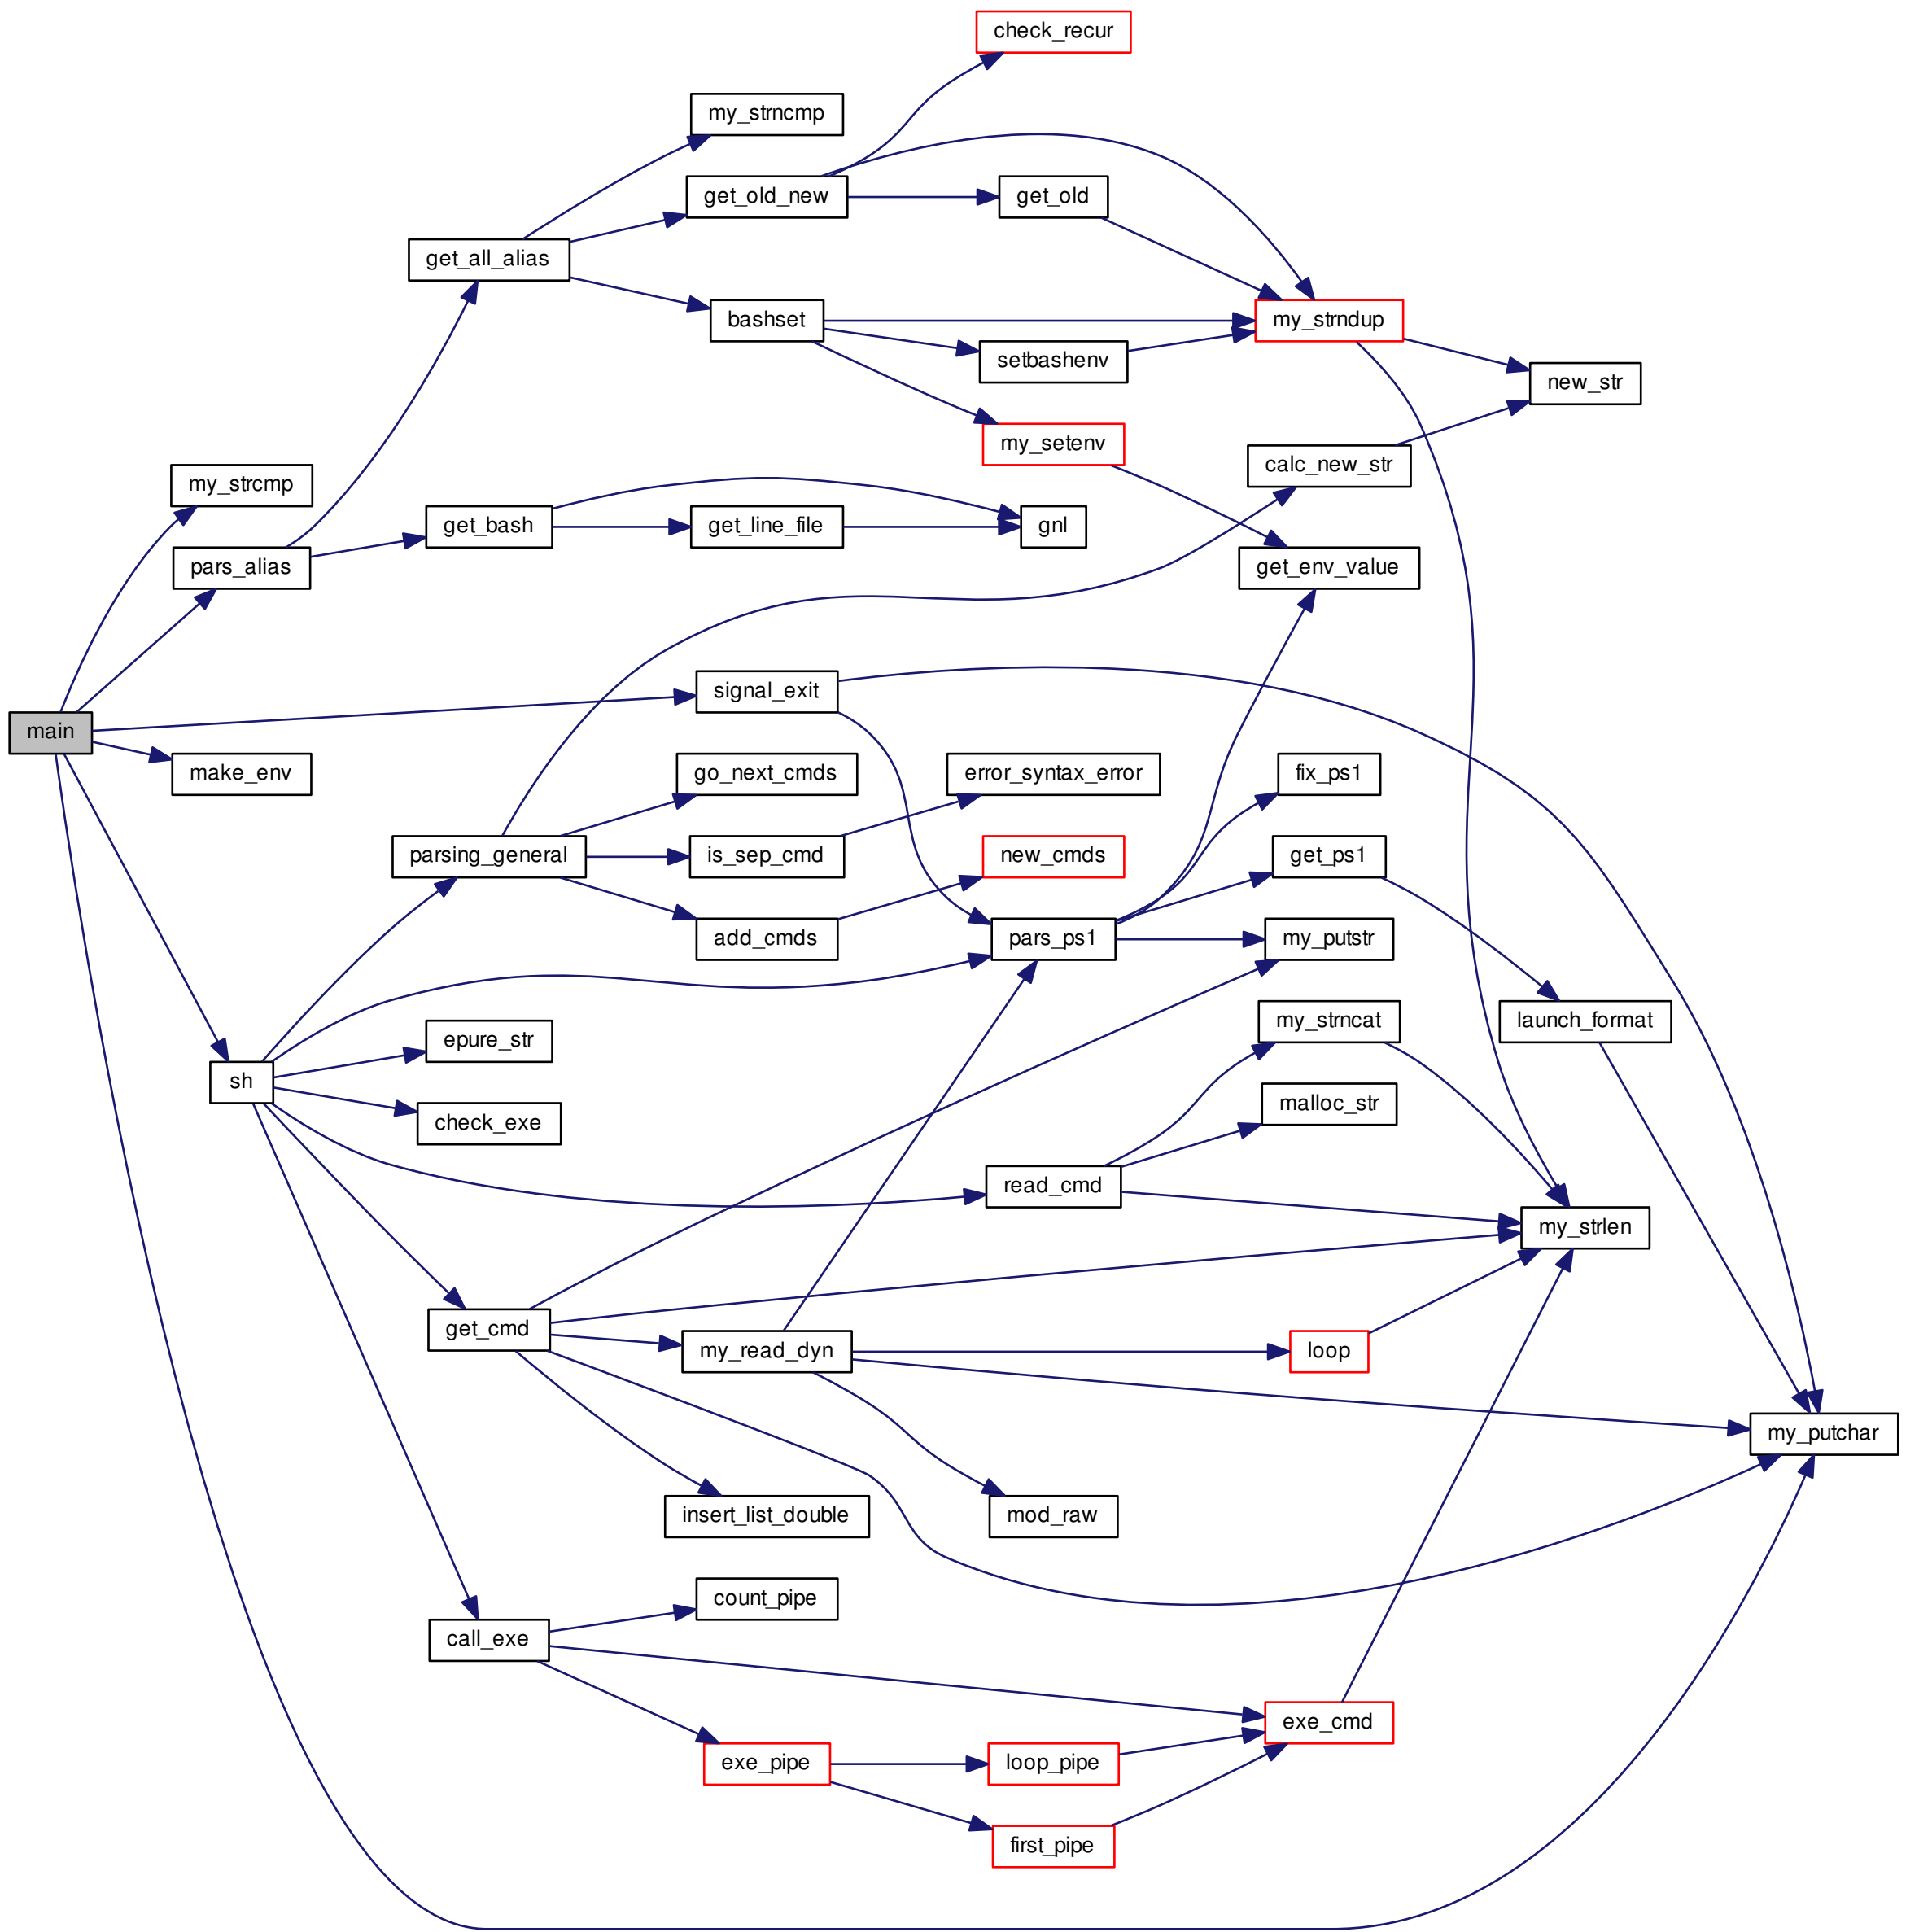 check_recur
my_strncmp
get_old_new
get_old
get_all_alias
bashset
my_strndup
setbashenv
new_str
my_setenv
calc_new_str
my_strcmp
get_bash
get_line_file
gnl
pars_alias
get_env_value
signal_exit
main
make_env
go_next_cmds
error_syntax_error
fix_ps1
parsing_general
is_sep_cmd
new_cmds
get_ps1
add_cmds
pars_ps1
my_putstr
epure_str
my_strncat
launch_format
sh
check_exe
malloc_str
read_cmd
my_strlen
get_cmd
my_read_dyn
loop
my_putchar
insert_list_double
mod_raw
count_pipe
call_exe
exe_cmd
exe_pipe
loop_pipe
first_pipe